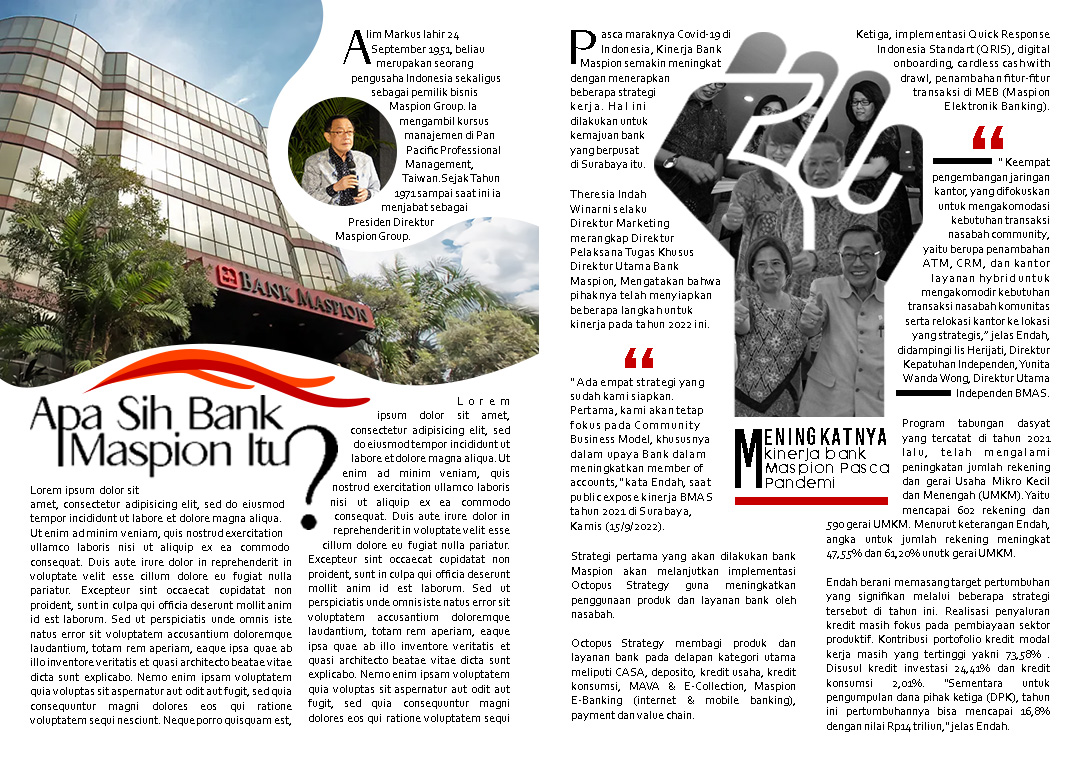 Alim Markus lahir 24
September 1951, beliau
merupakan seorang
pengusaha Indonesia sekaligus
sebagai pemilik bisnis
Maspion Group. Ia
mengambil kursus
manajemen di Pan
Pacific Professional
Management,
Taiwan.Sejak Tahun
1971 sampai saat ini ia
menjabat sebagai
Presiden Direktur
Maspion Group.
BANK MASPION
Apa Sih Bank
Maspion Itu
?
Lorem ipsum dolor sit
amet, consectetur adipisicing elit, sed do eiusmod
tempor incididunt ut labore et dolore magna aliqua.
Ut enim ad minim veniam, quis nostrud exercitation
ullamco laboris nisi ut aliquip ex ea commodo
consequat. Duis aute irure dolor in reprehenderit in
voluptate velit esse cillum dolore eu fugiat nulla
pariatur. Excepteur sint occaecat cupidatat non
proident, sunt in culpa qui officia deserunt mollit anim
id est laborum. Sed ut perspiciatis unde omnis iste
natus error sit voluptatem accusantium doloremque
laudantium, totam rem aperiam, eaque ipsa quae ab
illo inventore veritatis et quasi architecto beatae vitae
dicta sunt explicabo. Nemo enim ipsam voluptatem
quia voluptas sit aspernatur aut odit aut fugit, sed quia
consequuntur magni dolores eos qui ratione
voluptatem sequi nesciunt. Neque porro quisquam est,
Lorem
ipsum dolor sit amet,
consectetur adipisicing elit, sed
do eiusmod tempor incididunt ut
labore et dolore magna aliqua. Ut
enim ad minim veniam, quis
nostrud exercitation ullamco laboris
nisi ut aliquip ex ea commodo
consequat. Duis aute irure dolor in
reprehenderit in voluptate velit esse
cillum dolore eu fugiat nulla pariatur.
Excepteur sint occaecat cupidatat non
proident, sunt in culpa qui officia deserunt
mollit anim id est laborum. Sed ut
perspiciatis unde omnis iste natus error sit
voluptatem accusantium doloremque
laudantium, totam rem aperiam, eaque
ipsa quae ab illo inventore veritatis et
quasi architecto beatae vitae dicta sunt
explicabo. Nemo enim ipsam voluptatem
quia voluptas sit aspernatur aut odit aut
fugit, sed quia consequuntur magni
dolores eos qui ratione voluptatem sequi
Pasca maraknya Covid-19 di
Indonesia, Kinerja Bank
Maspion semakin meningkat
dengan menerapkan
beberapa strategi
kerja. Hal ini
dilakukan untuk
kemajuan bank
yang berpusat
di Surabaya itu.
Theresia Indah
Winarni selaku
Direktur Marketing
merangkap Direktur
Pelaksana Tugas Khusus
Direktur Utama Bank
Maspion, Mengatakan bahwa
pihaknya telah menyiapkan
beberapa langkah untuk
kinerja pada tahun 2022 ini.
“
"Ada empat strategi yang
sudah kami siapkan.
Pertama, kami akan tetap
fokus pada Community
Business Model, khususnya
dalam upaya Bank dalam
meningkatkan member of
accounts," kata Endah, saat
public expose kinerja BMAS
tahun 2021 di Surabaya,
Kamis (15/9/2022).
Strategi pertama yang akan dilakukan bank
Maspion akan melanjutkan implementasi
Octopus Strategy guna meningkatkan
penggunaan produk dan layanan bank oleh
nasabah.
Octopus Strategy membagi produk dan
layanan bank pada delapan kategori utama
meliputi CASA, deposito, kredit usaha, kredit
konsumsi, MAVA & E-Collection, Maspion
E-Banking (internet & mobile banking),
payment dan value chain.
MENINGKATNYA
kinerja bank
Maspion Pasca
Pandemi
Ketiga, implementasi Quick Response
Indonesia Standart (QRIS), digital
onboarding, cardless cash with
drawl, penambahan fitur-fitur
transaksi di MEB (Maspion
Elektronik Banking).
“
"Keempat
pengembangan jaringan
kantor, yang difokuskan
untuk mengakomodasi
kebutuhan transaksi
nasabah community,
yaitu berupa penambahan
ATM, CRM, dan kantor
layanan hybrid untuk
mengakomodir kebutuhan
transaksi nasabah komunitas
serta relokasi kantor ke lokasi
yang strategis," jelas Endah,
didampingi Iis Herijati, Direktur
Kepatuhan Independen, Yunita
Wanda Wong, Direktur Utama
Independen BMAS.
Program tabungan dasyat
yang tercatat di tahun 2021
lalu, telah mengalami
peningkatan jumlah rekening
dan gerai Usaha Mikro Kecil
dan Menengah (UMKM). Yaitu
mencapai 602 rekening dan
590 gerai UMKM. Menurut keterangan Endah,
angka untuk jumlah rekening meningkat
47,55% dan 61,20% unutk gerai UMKM.
Endah berani memasang target pertumbuhan
yang signifikan melalui beberapa strategi
tersebut di tahun ini. Realisasi penyaluran
kredit masih fokus pada pembiayaan sektor
produktif. Kontribusi portofolio kredit modal
kerja masih yang tertinggi yakni 73,58% .
Disusul kredit investasi 24,41% dan kredit
konsumsi 2,01%. "Sementara untuk
pengumpulan dana pihak ketiga (DPK), tahun
ini pertumbuhannya bisa mencapai 16,8%
dengan nilai Rp14 triliun," jelas Endah.